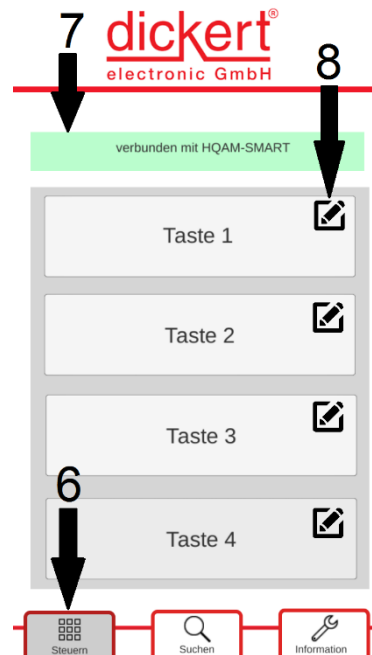 7
dickert®
electronic GmbH
8
verbunden mit HQAM-SMART
Taste 1
Taste 2
Taste 3
6
Taste 4
Steuern
Suchen
Information